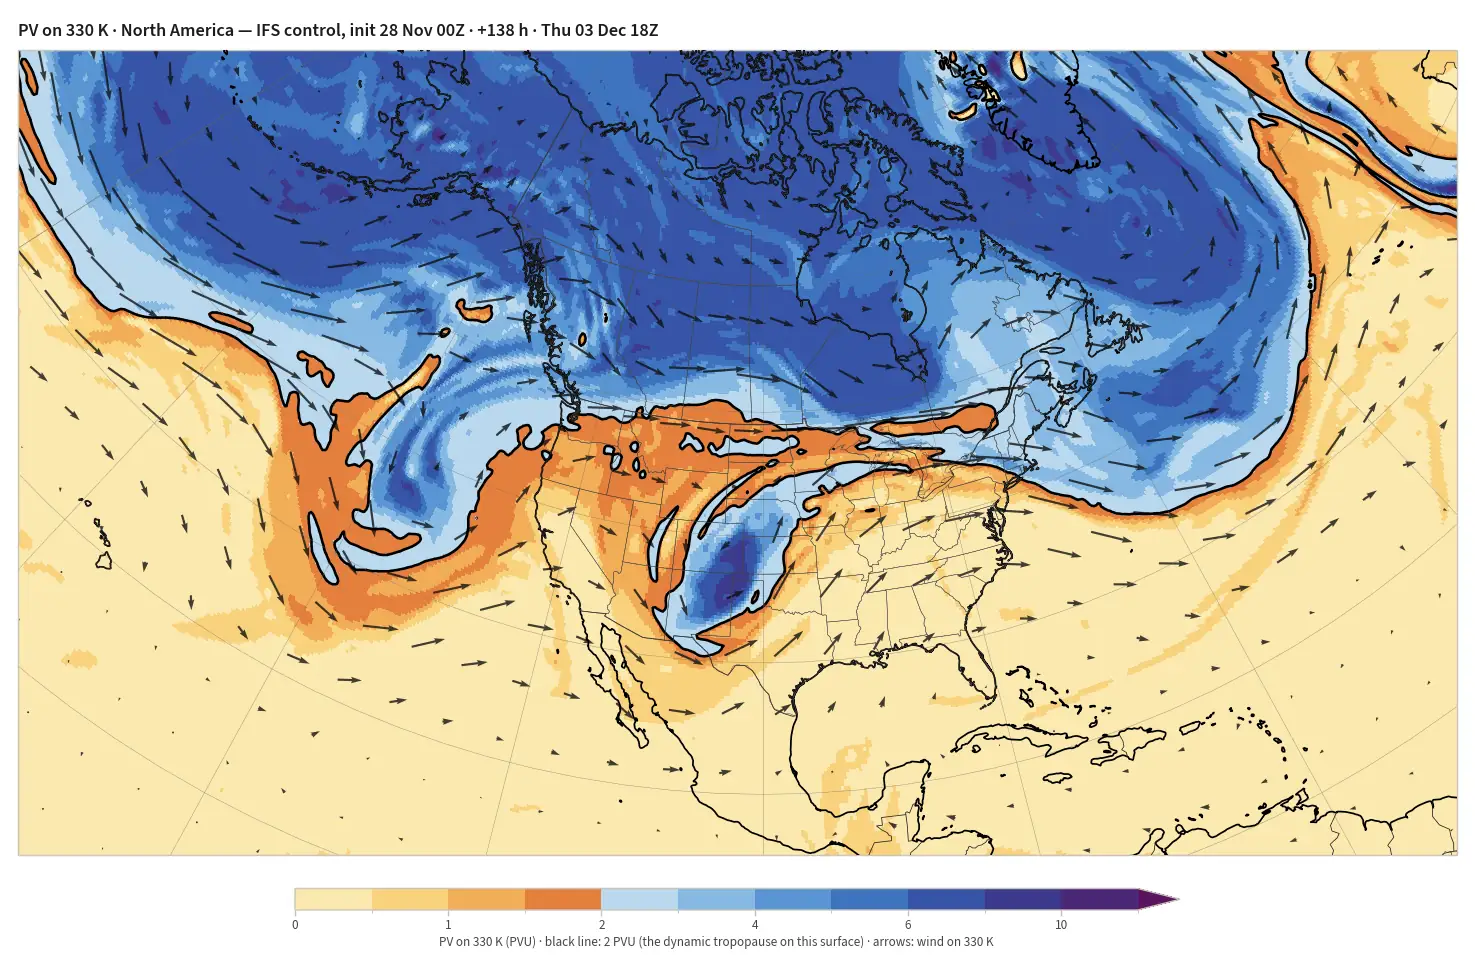 PV on 330 K · North America — IFS control, init 28 Nov 00Z · +138 h · Thu 03 Dec 18Z
0 1 2 4 6 10
PV on 330 K (PVU) · black line: 2 PVU (the dynamic tropopause on this surface) · arrows: wind on 330 K